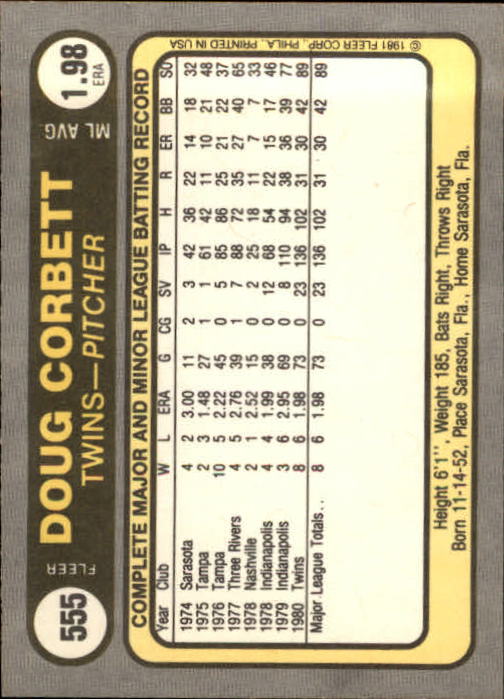 555
FLEER
DOUG CORBETT
TWINS—PITCHER
ML AVG
1.98
ERA
COMPLETE MAJOR AND MINOR LEAGUE BATTING RECORD
Year Club W L ERA G CG SV IP H R ER BB SO
1974 Sarasota 4 2 3.00 11 2 3 42 36 22 14 18 32
1975 Tampa 2 3 1.48 27 1 1 61 42 11 10 21 48
1976 Tampa 10 5 2.22 45 0 5 85 86 25 21 22 37
1977 Three Rivers 4 5 2.76 39 1 7 88 72 35 27 40 65
1978 Nashville 2 1 2.52 15 0 2 25 18 11 7 7 33
1978 Indianapolis 4 4 1.99 38 0 12 68 54 22 15 17 46
1979 Indianapolis 3 6 2.95 69 0 8 110 94 38 36 39 77
1980 Twins 8 6 1.98 73 0 23 136 102 31 30 42 89
Major League Totals.. 8 6 1.98 73 0 23 136 102 31 30 42 89
Height 6'1", Weight 185, Bats Right, Throws Right
Born 11-14-52, Place Sarasota, Fla., Home Sarasota, Fla.
© 1981 FLEER CORP., PHILA., PRINTED IN USA